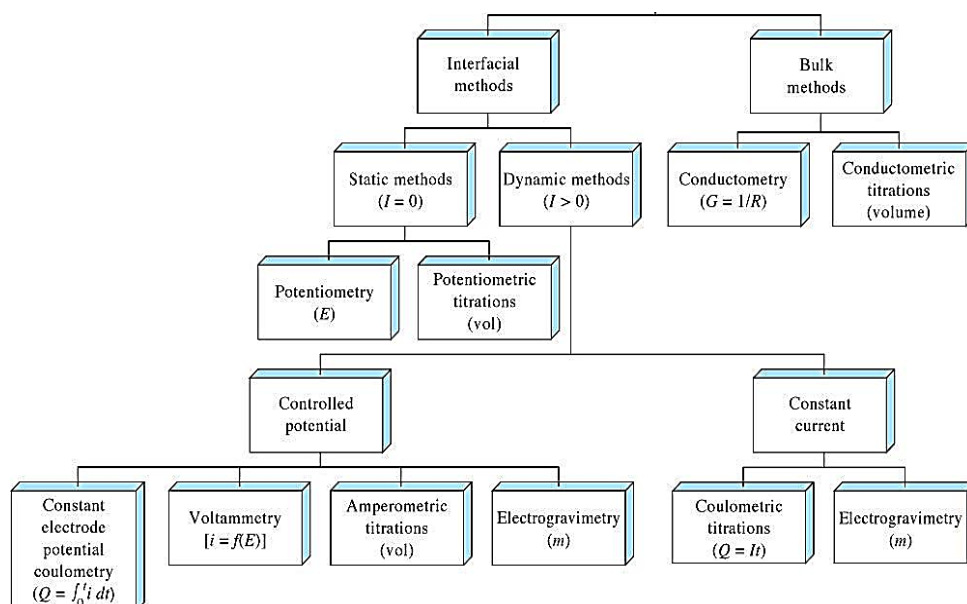 Interfacial
methods
Bulk
methods
Static methods
(I = 0)
Dynamic methods
(I > 0)
Conductometry
(G = 1/R)
Conductometric
titrations
(volume)
Potentiometry
(E)
Potentiometric
titrations
(vol)
Controlled
potential
Constant
current
Constant
electrode
potential
coulometry
(Q = ∫₀ᵗ i dt)
Voltammetry
[i = f(E)]
Amperometric
titrations
(vol)
Electrogravimetry
(m)
Coulometric
titrations
(Q = It)
Electrogravimetry
(m)